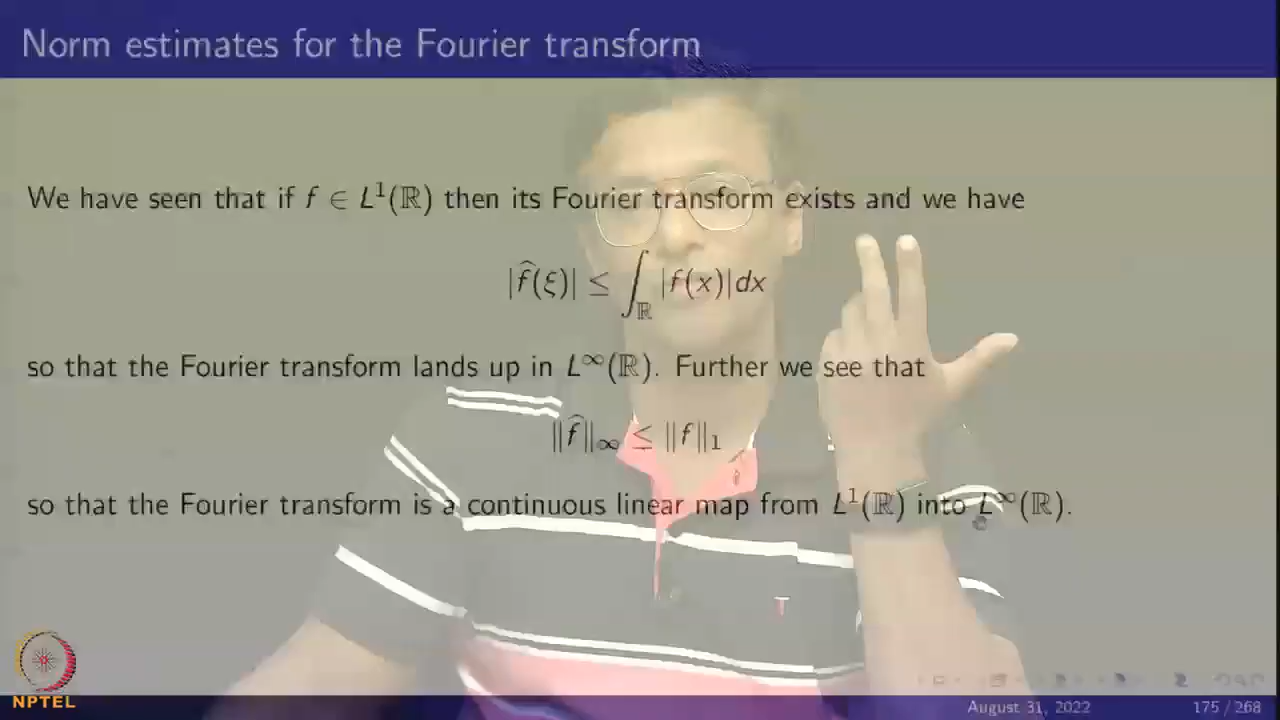 Norm estimates for the Fourier transform
We have seen that if f ∈ L¹(ℝ) then its Fourier transform exists and we have
|f̂(ξ)| ≤ ∫_ℝ |f(x)|dx
so that the Fourier transform lands up in L^∞(ℝ). Further we see that
‖f̂‖_∞ ≤ ‖f‖₁
so that the Fourier transform is a continuous linear map from L¹(ℝ) into L^∞(ℝ).
NPTEL
August 31, 2022 175 / 268